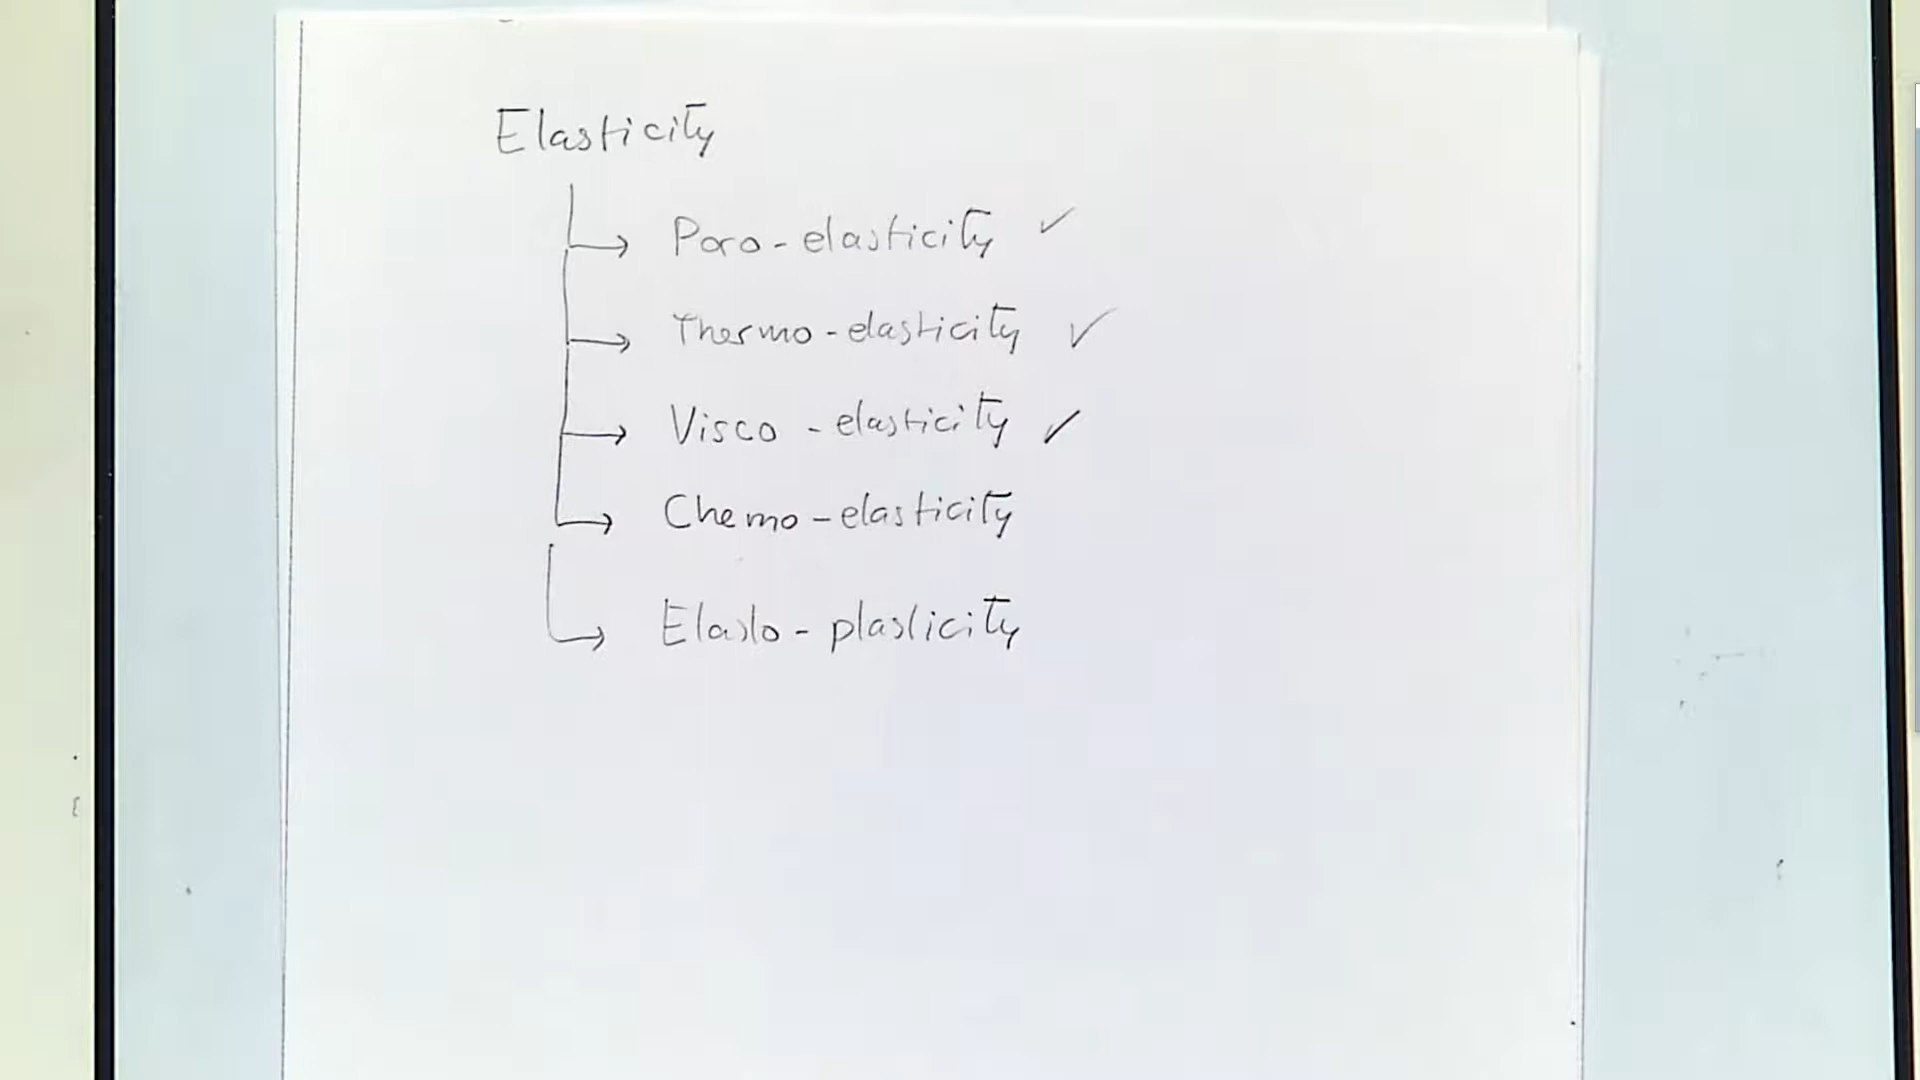 Elasticity
→ Poro-elasticity ✓
→ Thermo-elasticity ✓
→ Visco-elasticity ✓
→ Chemo-elasticity
→ Elasto-plasticity